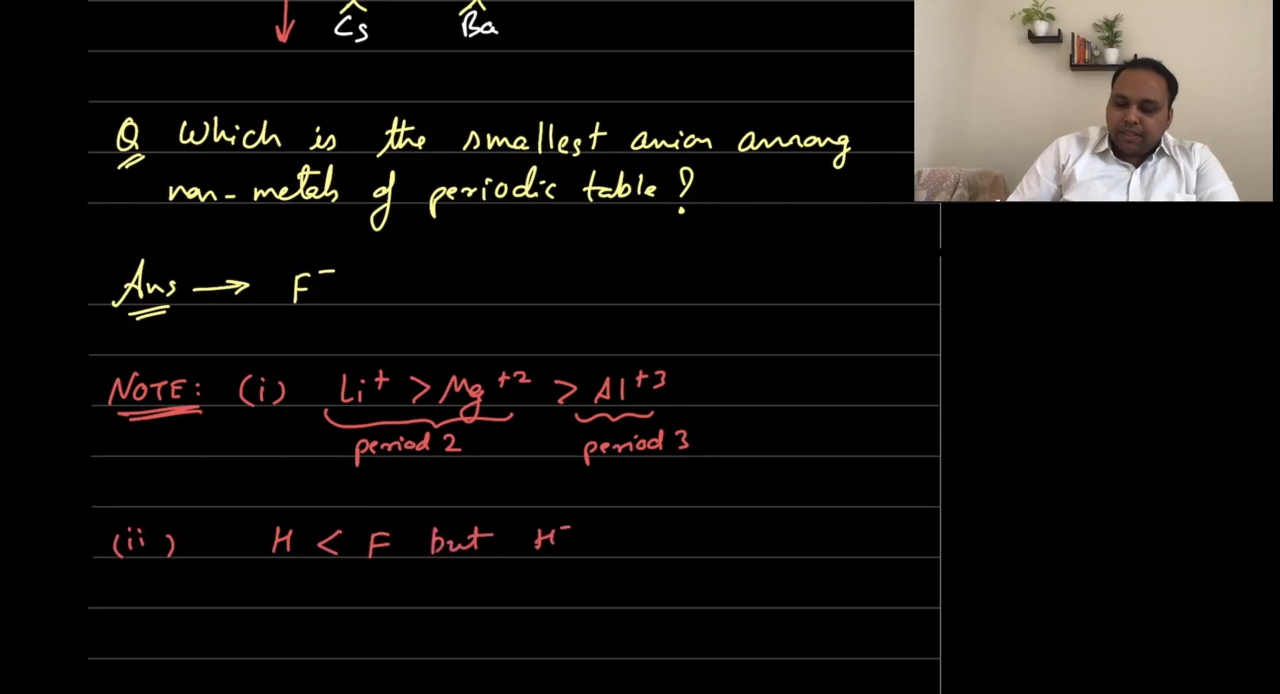 Cs Ba
Q Which is the smallest anion among
non-metals of periodic table?
Ans → F⁻
NOTE: (i) Li⁺ > Mg⁺² > Al⁺³
period 2 period 3
(ii) H < F but H⁻